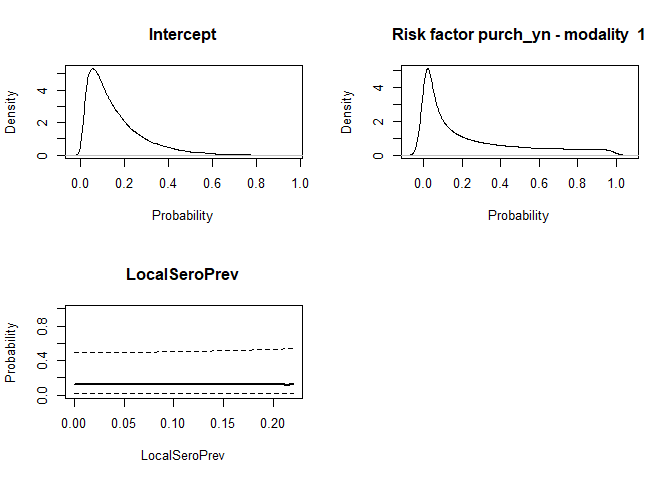 Intercept
Density
0 2 4
0.0 0.2 0.4 0.6 0.8 1.0
Probability
Risk factor purch_yn - modality 1
Density
0 2 4
0.0 0.2 0.4 0.6 0.8 1.0
Probability
LocalSeroPrev
Probability
0.0 0.4 0.8
0.00 0.05 0.10 0.15 0.20
LocalSeroPrev